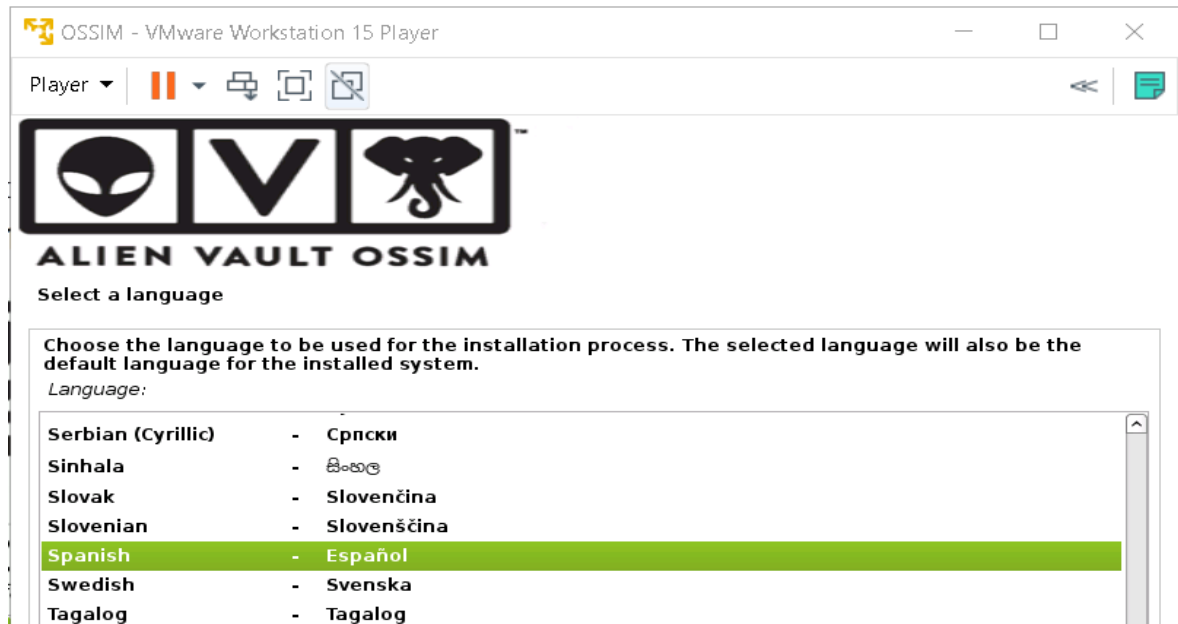 OSSIM - VMware Workstation 15 Player
Player
V
™
ALIEN VAULT OSSIM
Select a language
Choose the language to be used for the installation process. The selected language will also be the
default language for the installed system.
Language:
Serbian (Cyrillic) - Српски
Sinhala - සිංහල
Slovak - Slovenčina
Slovenian - Slovenščina
Spanish - Español
Swedish - Svenska
Tagalog - Tagalog